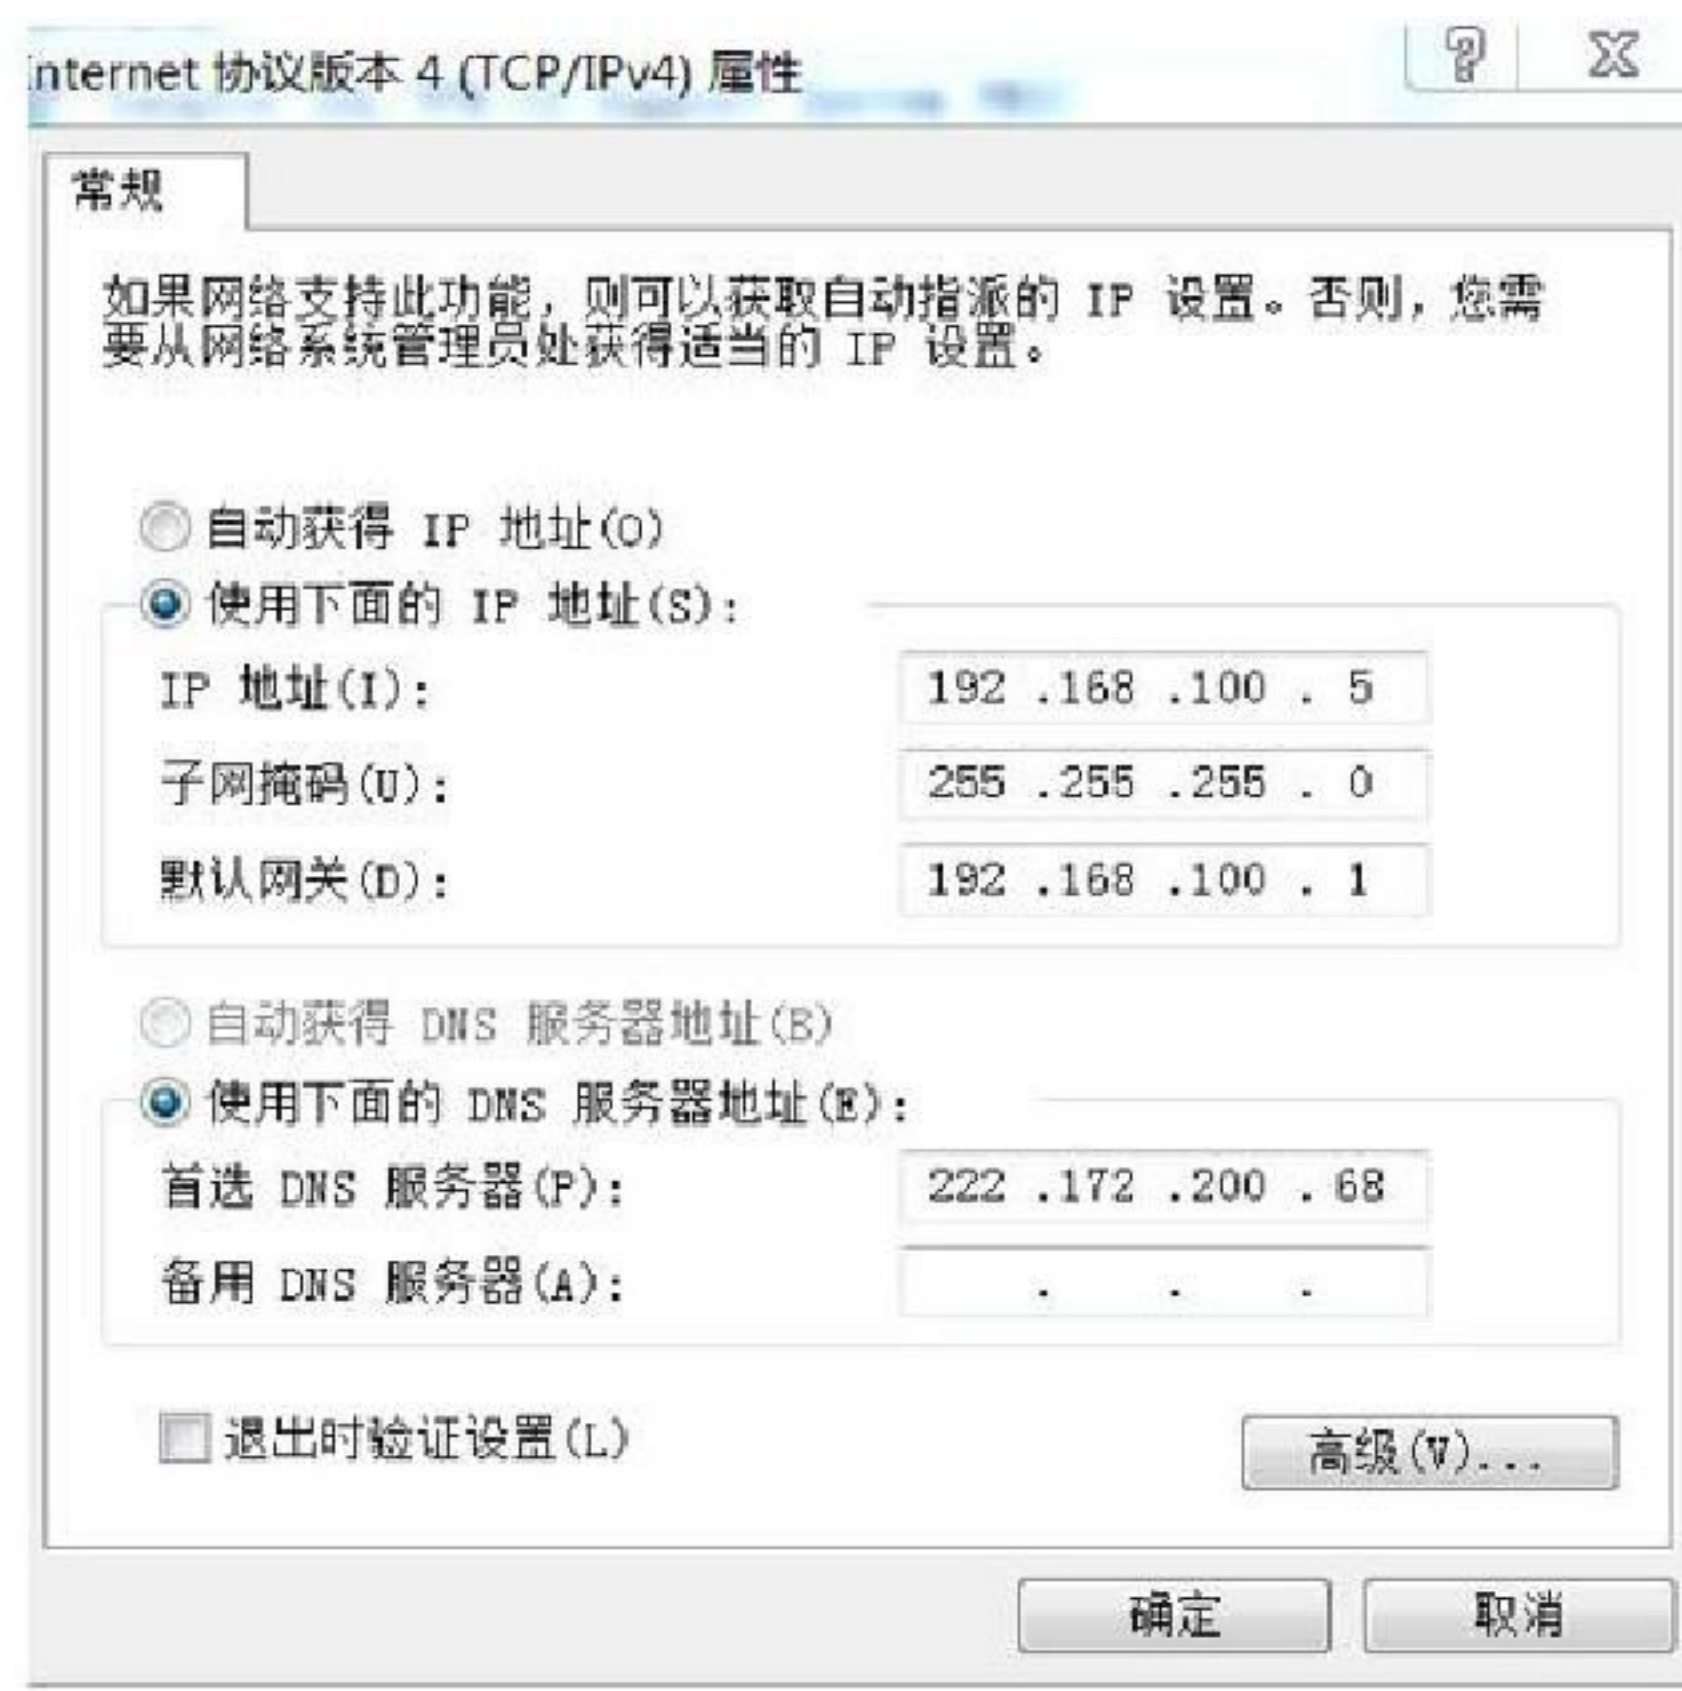 nternet 协议版本 4 (TCP/IPv4) 属性
常规
如果网络支持此功能，则可以获取自动指派的 IP 设置。否则，您需
要从网络系统管理员处获得适当的 IP 设置。
自动获得 IP 地址(O)
使用下面的 IP 地址(S):
IP 地址(I): 192 .168 .100 . 5
子网掩码(U): 255 .255 .255 . 0
默认网关(D): 192 .168 .100 . 1
自动获得 DNS 服务器地址(B)
使用下面的 DNS 服务器地址(E):
首选 DNS 服务器(P): 222 .172 .200 . 68
备用 DNS 服务器(A): . . .
退出时验证设置(L)
高级(V)...
确定 取消